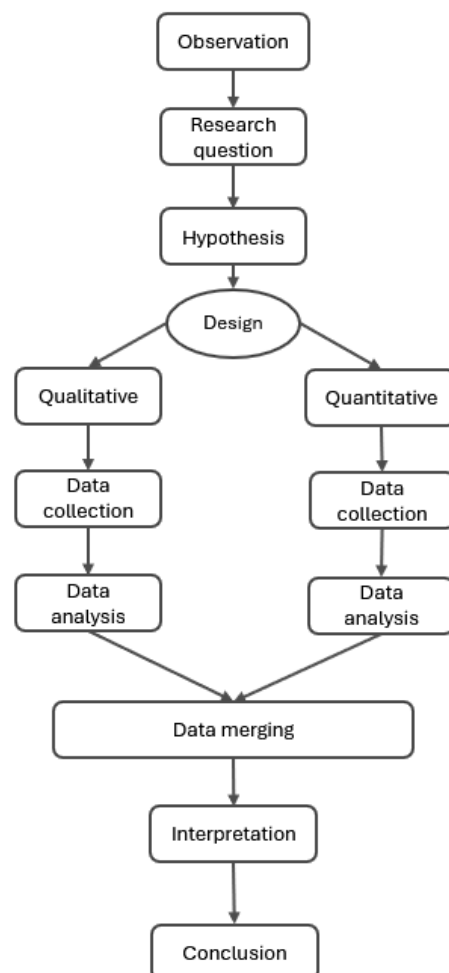 Observation
Research
question
Hypothesis
Design
Qualitative
Quantitative
Data
collection
Data
collection
Data
analysis
Data
analysis
Data merging
Interpretation
Conclusion